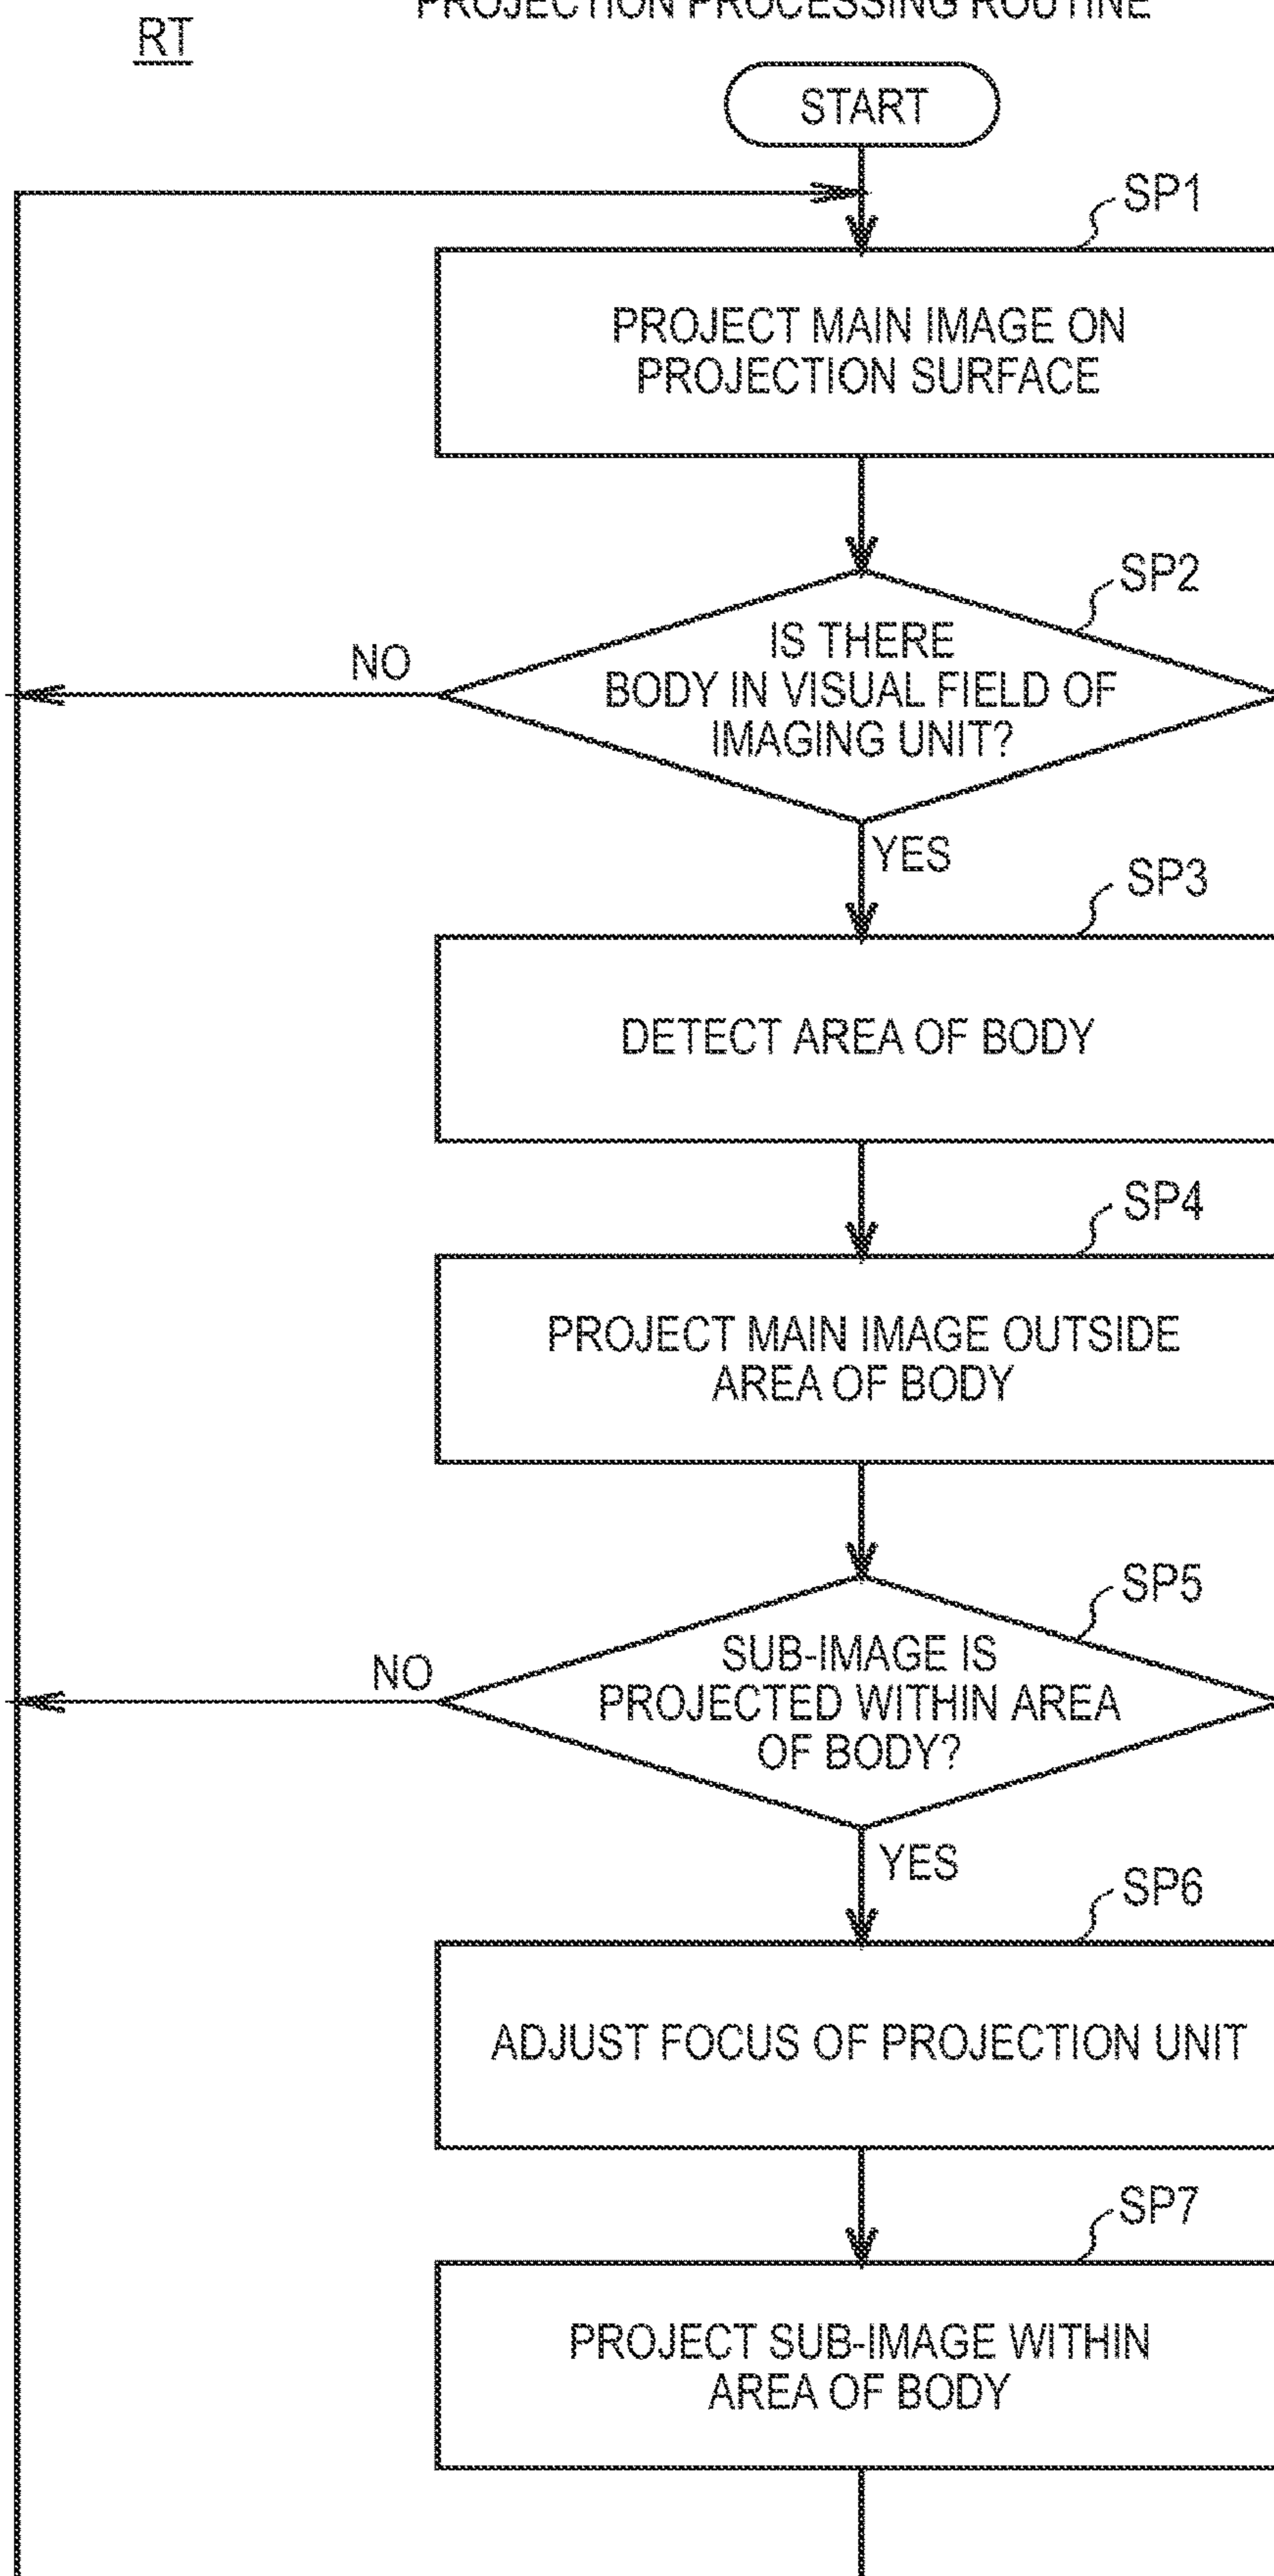 PROJECTION PROCESSING ROUTINE
RT
START
SP1
PROJECT MAIN IMAGE ON
PROJECTION SURFACE
SP2
IS THERE
BODY IN VISUAL FIELD OF
IMAGING UNIT?
NO
YES
SP3
DETECT AREA OF BODY
SP4
PROJECT MAIN IMAGE OUTSIDE
AREA OF BODY
SP5
SUB-IMAGE IS
PROJECTED WITHIN AREA
OF BODY?
NO
YES
SP6
ADJUST FOCUS OF PROJECTION UNIT
SP7
PROJECT SUB-IMAGE WITHIN
AREA OF BODY